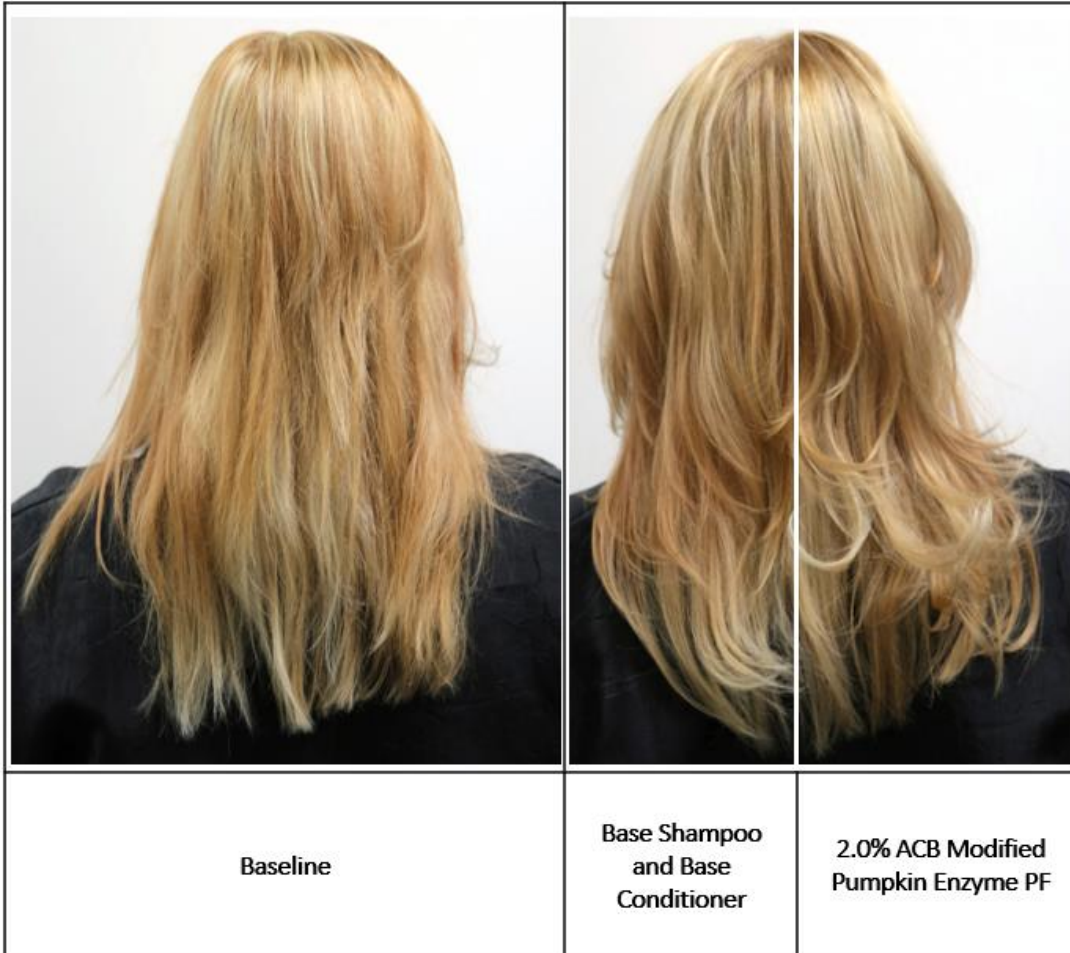 Baseline
Base Shampoo
and Base
Conditioner
2.0% ACB Modified
Pumpkin Enzyme PF